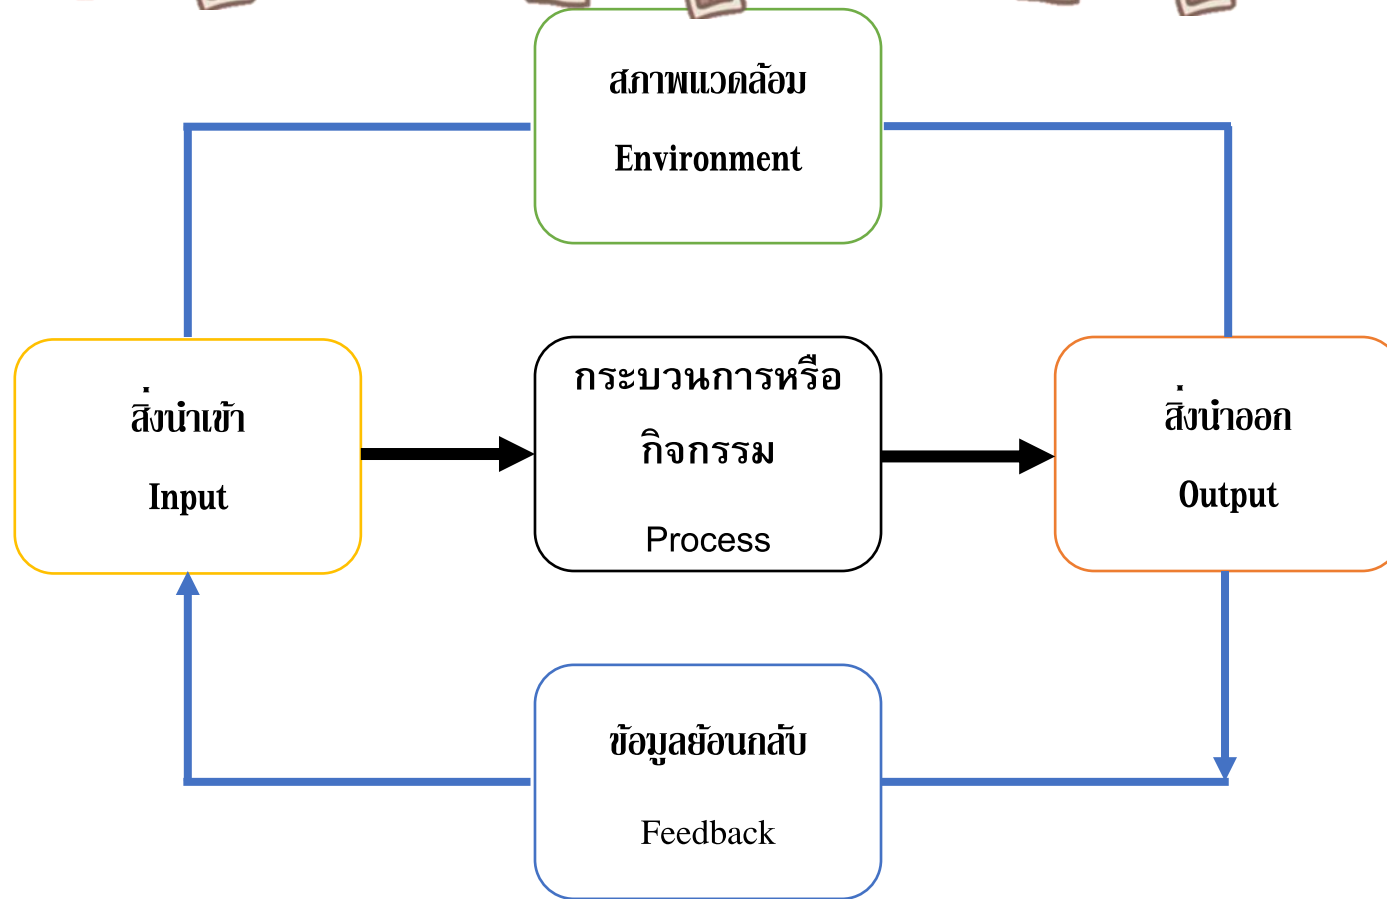 สภาพแวดล้อม
Environment
สิ่งนำเข้า
Input
กระบวนการหรือ
กิจกรรม
Process
สิ่งนำออก
Output
ข้อมูลย้อนกลับ
Feedback